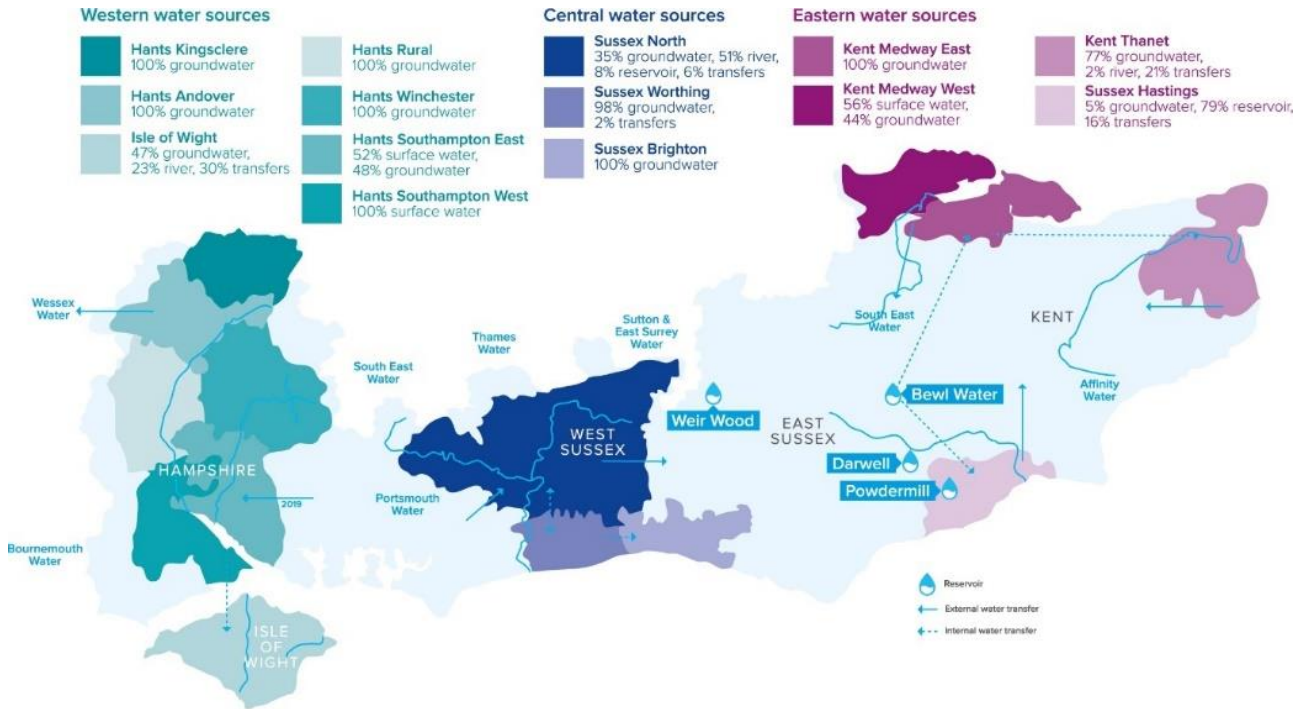 Western water sources
Hants Kingsclere
100% groundwater
Hants Andover
100% groundwater
Isle of Wight
47% groundwater,
23% river, 30% transfers
Hants Rural
100% groundwater
Hants Winchester
100% groundwater
Hants Southampton East
52% surface water,
48% groundwater
Hants Southampton West
100% surface water
Central water sources
Sussex North
35% groundwater, 51% river,
8% reservoir, 6% transfers
Sussex Worthing
98% groundwater,
2% transfers
Sussex Brighton
100% groundwater
Eastern water sources
Kent Medway East
100% groundwater
Kent Medway West
56% surface water,
44% groundwater
Kent Thanet
77% groundwater,
2% river, 21% transfers
Sussex Hastings
5% groundwater, 79% reservoir,
16% transfers
Wessex
Water
South East
Water
Thames
Water
Sutton &
East Surrey
Water
South East
Water
KENT
Affinity
Water
Weir Wood
Bewl Water
EAST
SUSSEX
WEST
SUSSEX
Darwell
Powdermill
HAMPSHIRE
2019
Portsmouth
Water
Bournemouth
Water
ISLE
OF
WIGHT
Reservoir
External water transfer
Internal water transfer